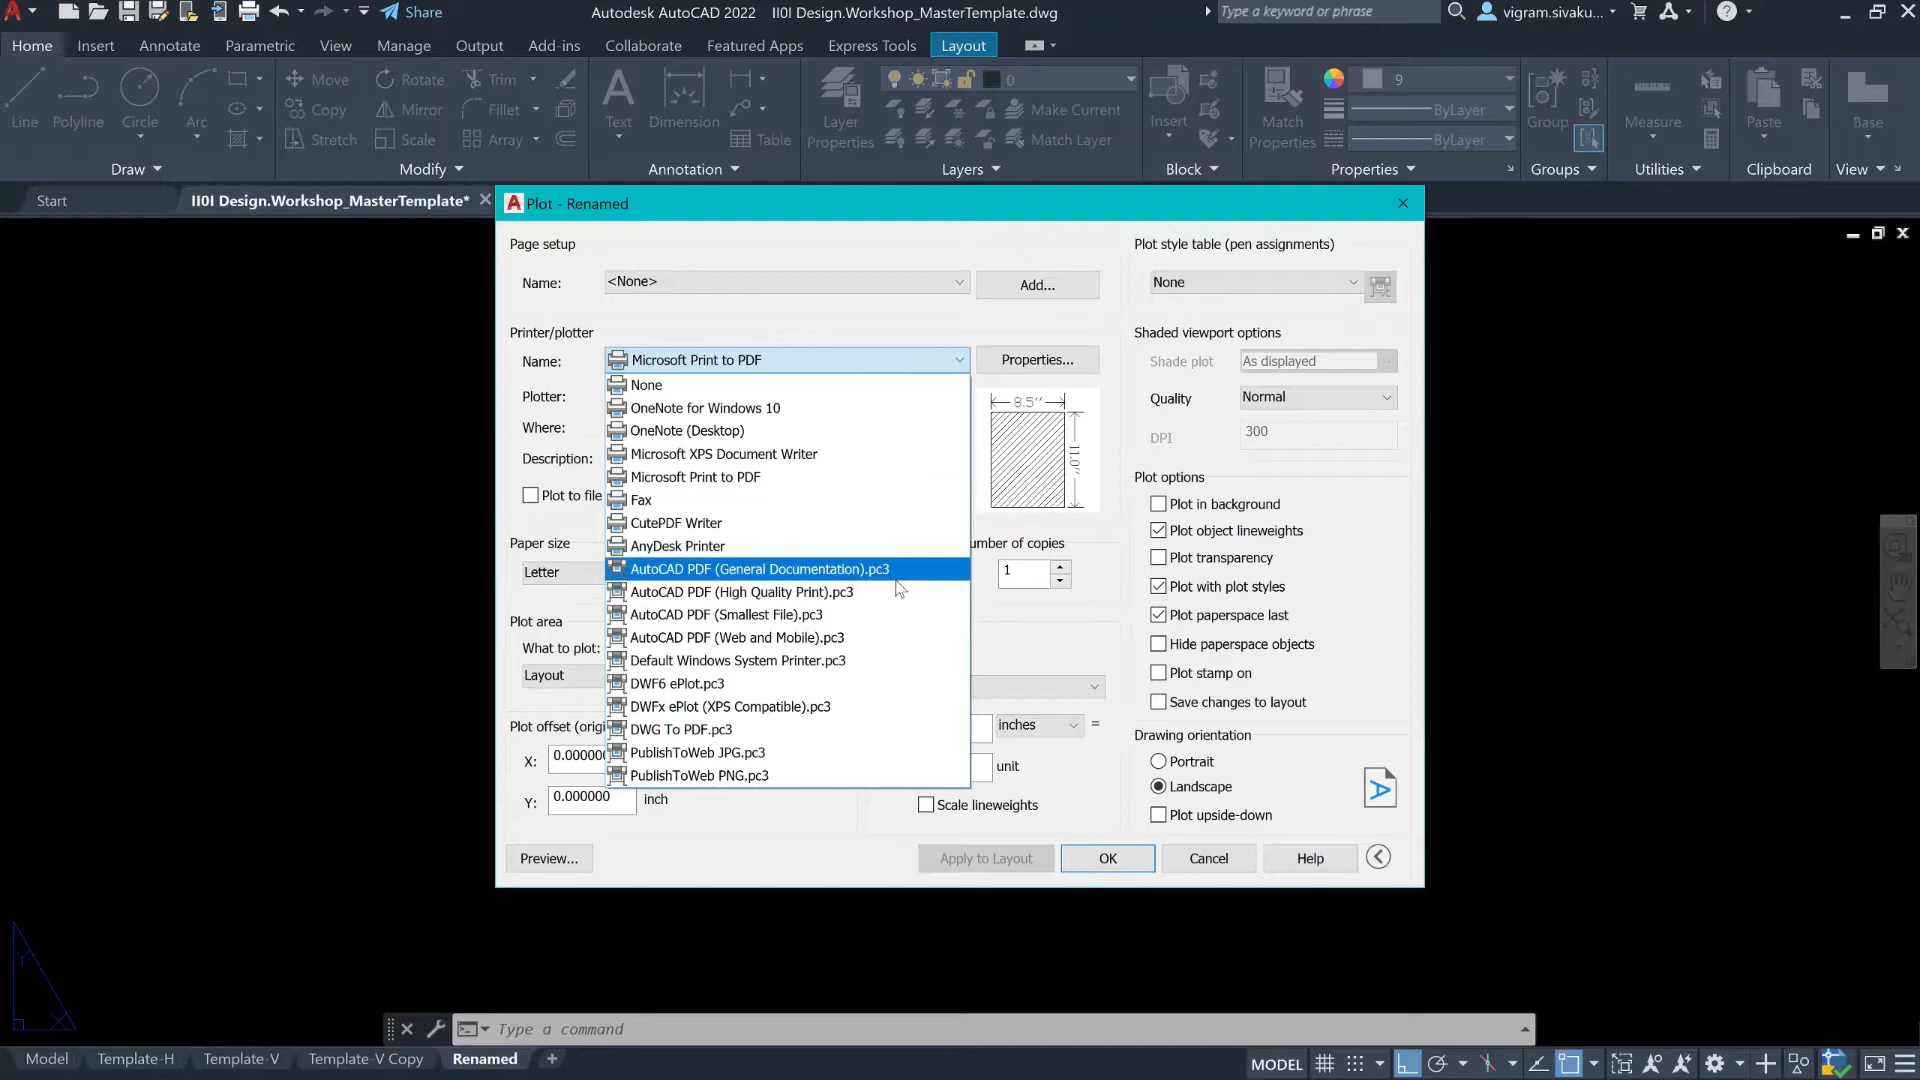 Share
Autodesk AutoCAD 2022 II0I Design.Workshop_MasterTemplate.dwg
Type a keyword or phrase
vigram.sivaku...
Home Insert Annotate Parametric View Manage Output Add-ins Collaborate Featured Apps Express Tools Layout
Line Polyline Circle Arc
Move Rotate Trim
Copy Mirror Fillet
Stretch Scale Array
Text Dimension Table
Layer Properties
0
Make Current
Match Layer
Insert
Match Properties
9
ByLayer
ByLayer
Group Measure Paste Base
Draw Modify Annotation Layers Block Properties Groups Utilities Clipboard View
Start II0I Design.Workshop_MasterTemplate*
A Plot - Renamed
Page setup
Name: <None> Add...
Printer/plotter
Name: Microsoft Print to PDF Properties...
Plotter:
Where:
Description:
Plot to file
None
OneNote for Windows 10
OneNote (Desktop)
Microsoft XPS Document Writer
Microsoft Print to PDF
Fax
CutePDF Writer
AnyDesk Printer
AutoCAD PDF (General Documentation).pc3
AutoCAD PDF (High Quality Print).pc3
AutoCAD PDF (Smallest File).pc3
AutoCAD PDF (Web and Mobile).pc3
Default Windows System Printer.pc3
DWF6 ePlot.pc3
DWFx ePlot (XPS Compatible).pc3
DWG To PDF.pc3
PublishToWeb JPG.pc3
PublishToWeb PNG.pc3
8.5''
11.0''
Paper size
Letter
umber of copies
1
Plot area
What to plot:
Layout
Plot offset (origi
X: 0.000000
Y: 0.000000 inch
inches =
unit
Scale lineweights
Plot style table (pen assignments)
None
Shaded viewport options
Shade plot As displayed
Quality Normal
DPI 300
Plot options
Plot in background
Plot object lineweights
Plot transparency
Plot with plot styles
Plot paperspace last
Hide paperspace objects
Plot stamp on
Save changes to layout
Drawing orientation
Portrait
Landscape
Plot upside-down
A
Preview... Apply to Layout OK Cancel Help
Type a command
Model Template-H Template-V Template-V Copy Renamed +
MODEL